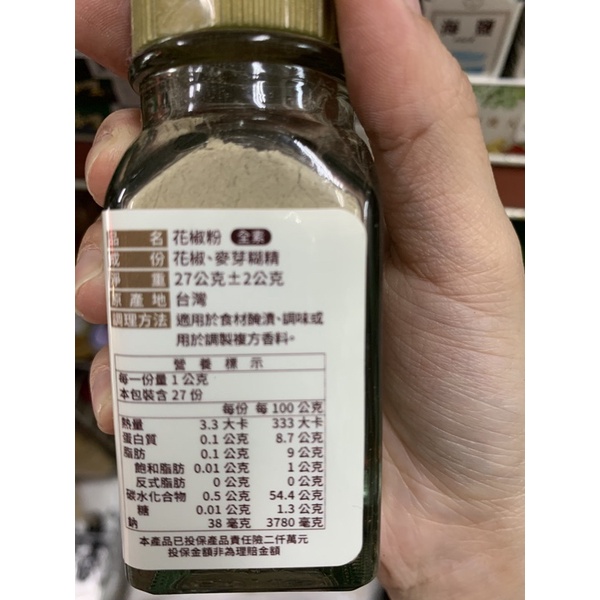 海鹽
品名 花椒粉 全素
成份 花椒、麥芽糊精
淨重 27公克±2公克
原產地 台灣
調理方法 適用於食材醃漬、調味或
用於調製複方香料。
營養標示
每一份量 1 公克
本包裝含 27 份
每份 每 100 公克
熱量 3.3 大卡 333 大卡
蛋白質 0.1 公克 8.7 公克
脂肪 0.1 公克 9 公克
飽和脂肪 0.01 公克 1 公克
反式脂肪 0 公克 0 公克
碳水化合物 0.5 公克 54.4 公克
糖 0.01 公克 1.3 公克
鈉 38 毫克 3780 毫克
本產品已投保產品責任險二仟萬元
投保金額非為理賠金額